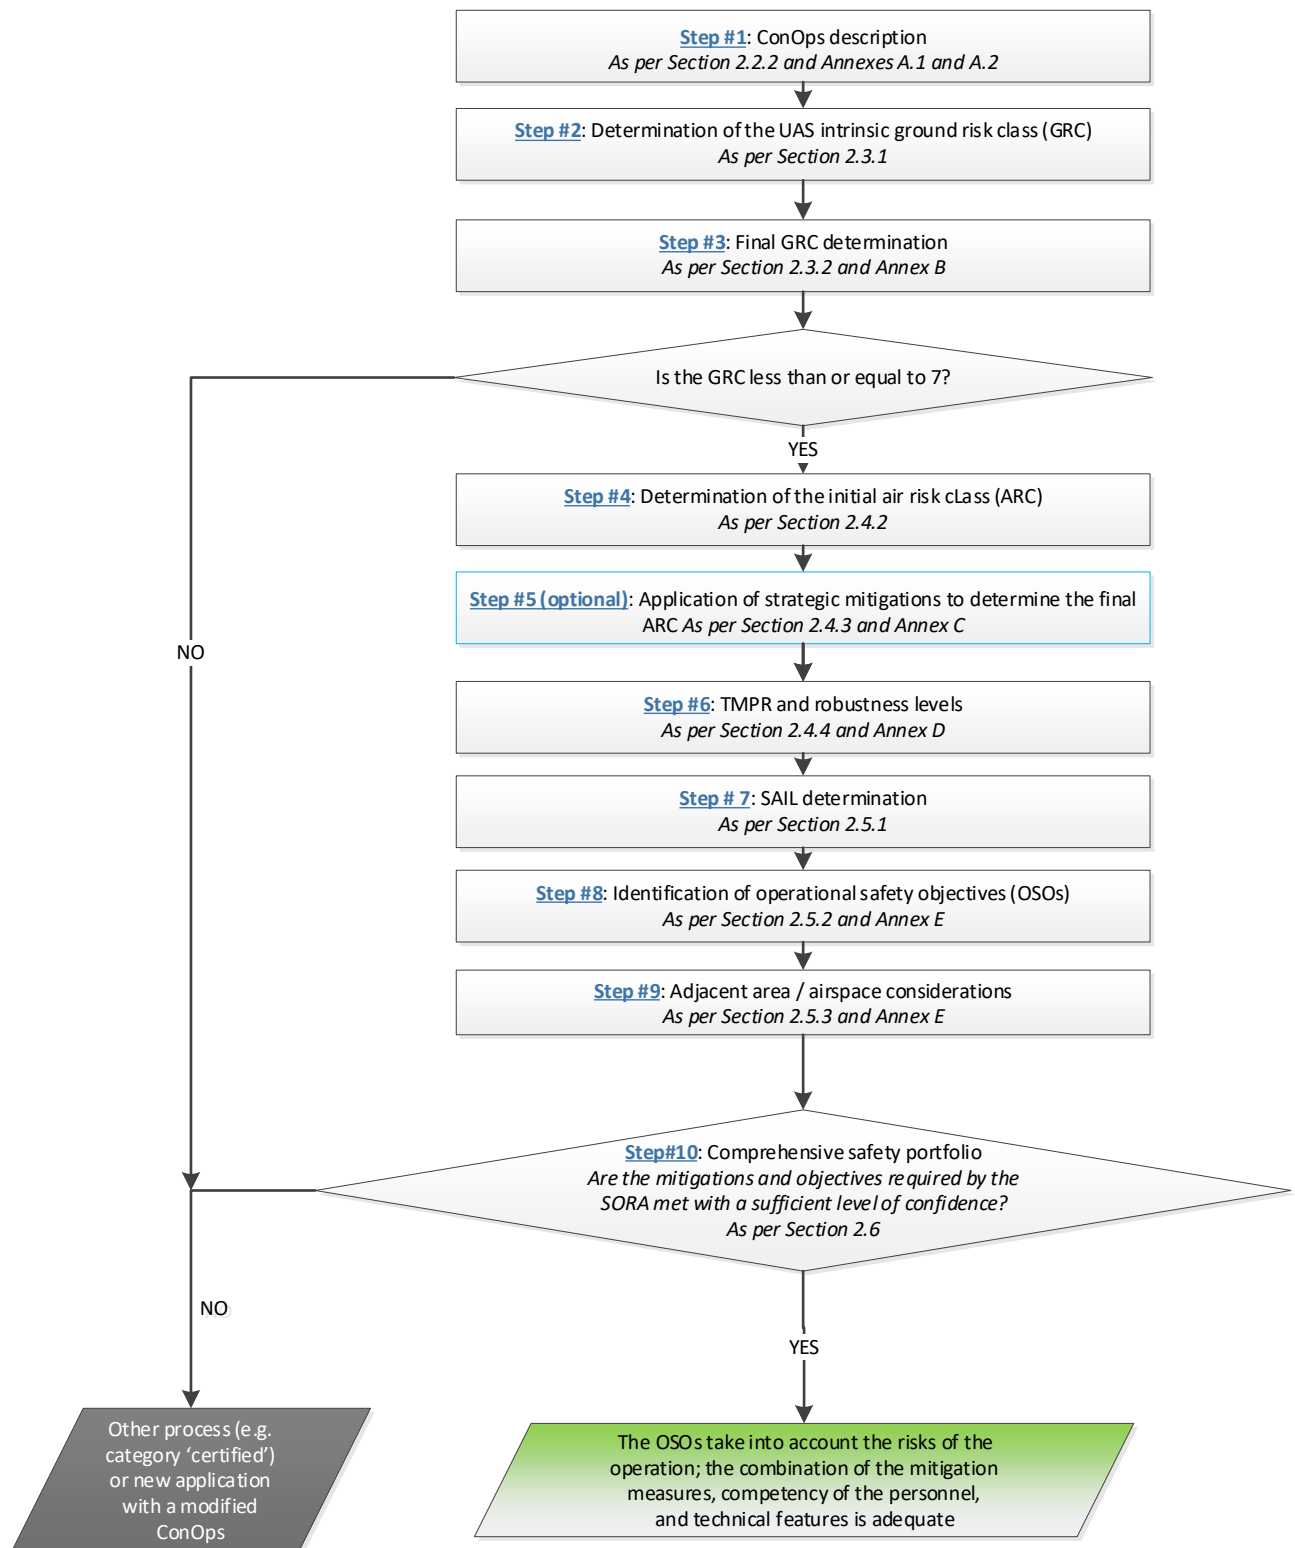 Step #1: ConOps description
As per Section 2.2.2 and Annexes A.1 and A.2
Step #2: Determination of the UAS intrinsic ground risk class (GRC)
As per Section 2.3.1
Step #3: Final GRC determination
As per Section 2.3.2 and Annex B
Is the GRC less than or equal to 7?
YES
Step #4: Determination of the initial air risk cLass (ARC)
As per Section 2.4.2
Step #5 (optional): Application of strategic mitigations to determine the final
ARC As per Section 2.4.3 and Annex C
NO
Step #6: TMPR and robustness levels
As per Section 2.4.4 and Annex D
Step # 7: SAIL determination
As per Section 2.5.1
Step #8: Identification of operational safety objectives (OSOs)
As per Section 2.5.2 and Annex E
Step #9: Adjacent area / airspace considerations
As per Section 2.5.3 and Annex E
Step#10: Comprehensive safety portfolio
Are the mitigations and objectives required by the
SORA met with a sufficient level of confidence?
As per Section 2.6
NO
YES
Other process (e.g.
category ‘certified’)
or new application
with a modified
ConOps
The OSOs take into account the risks of the
operation; the combination of the mitigation
measures, competency of the personnel,
and technical features is adequate